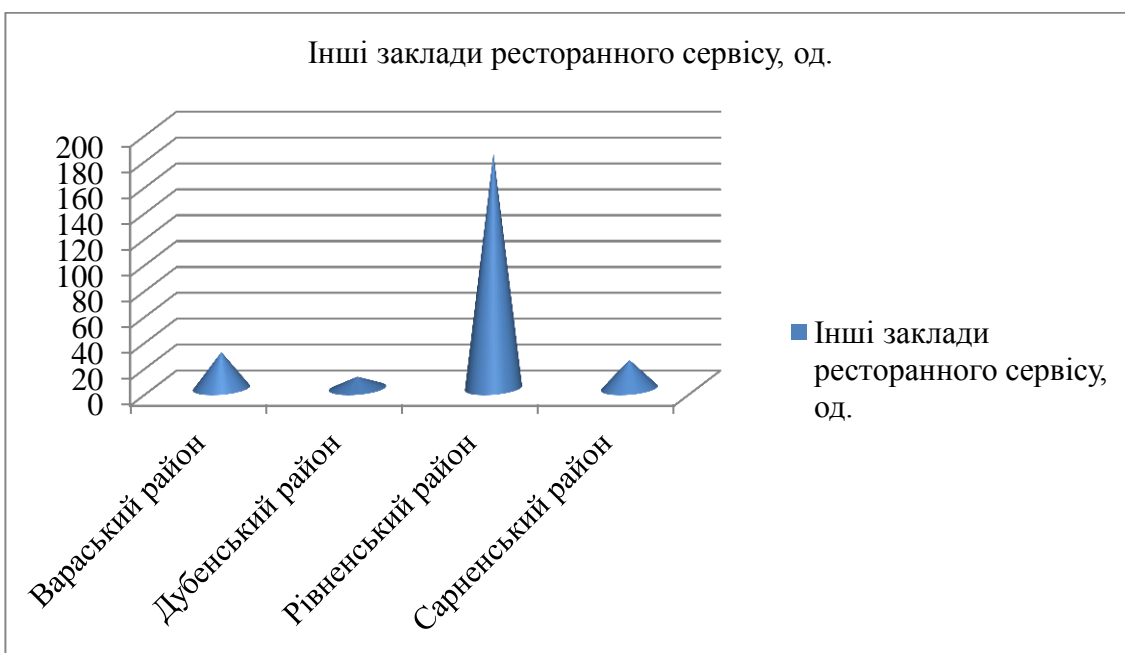 Інші заклади ресторанного сервісу, од.
200
180
160
140
120
100
80
60
40
20
0
Вараський район
Дубенський район
Рівненський район
Сарненський район
Інші заклади
ресторанного сервісу,
од.